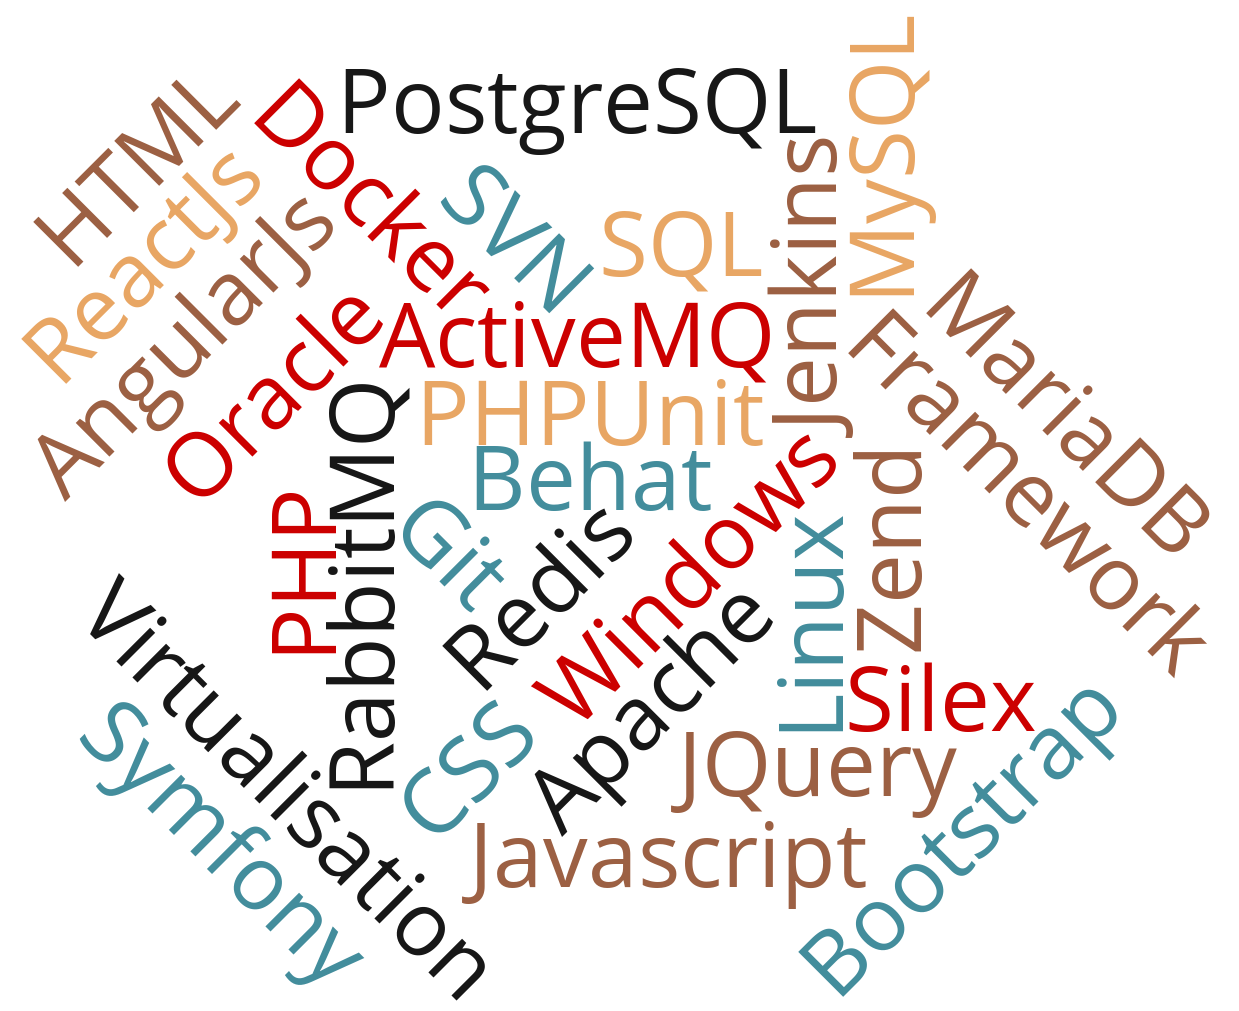 PostgreSQL
MySQL
HTML
Docker
ReactJs
SVN
SQL
Jenkins
AngularJs
MariaDB
Oracle
ActiveMQ
Framework
PHPUnit
RabbitMQ
Behat
Windows
Zend
PHP
Git
Redis
Linux
Virtualisation
Apache
Silex
Symfony
CSS
JQuery
Bootstrap
Javascript